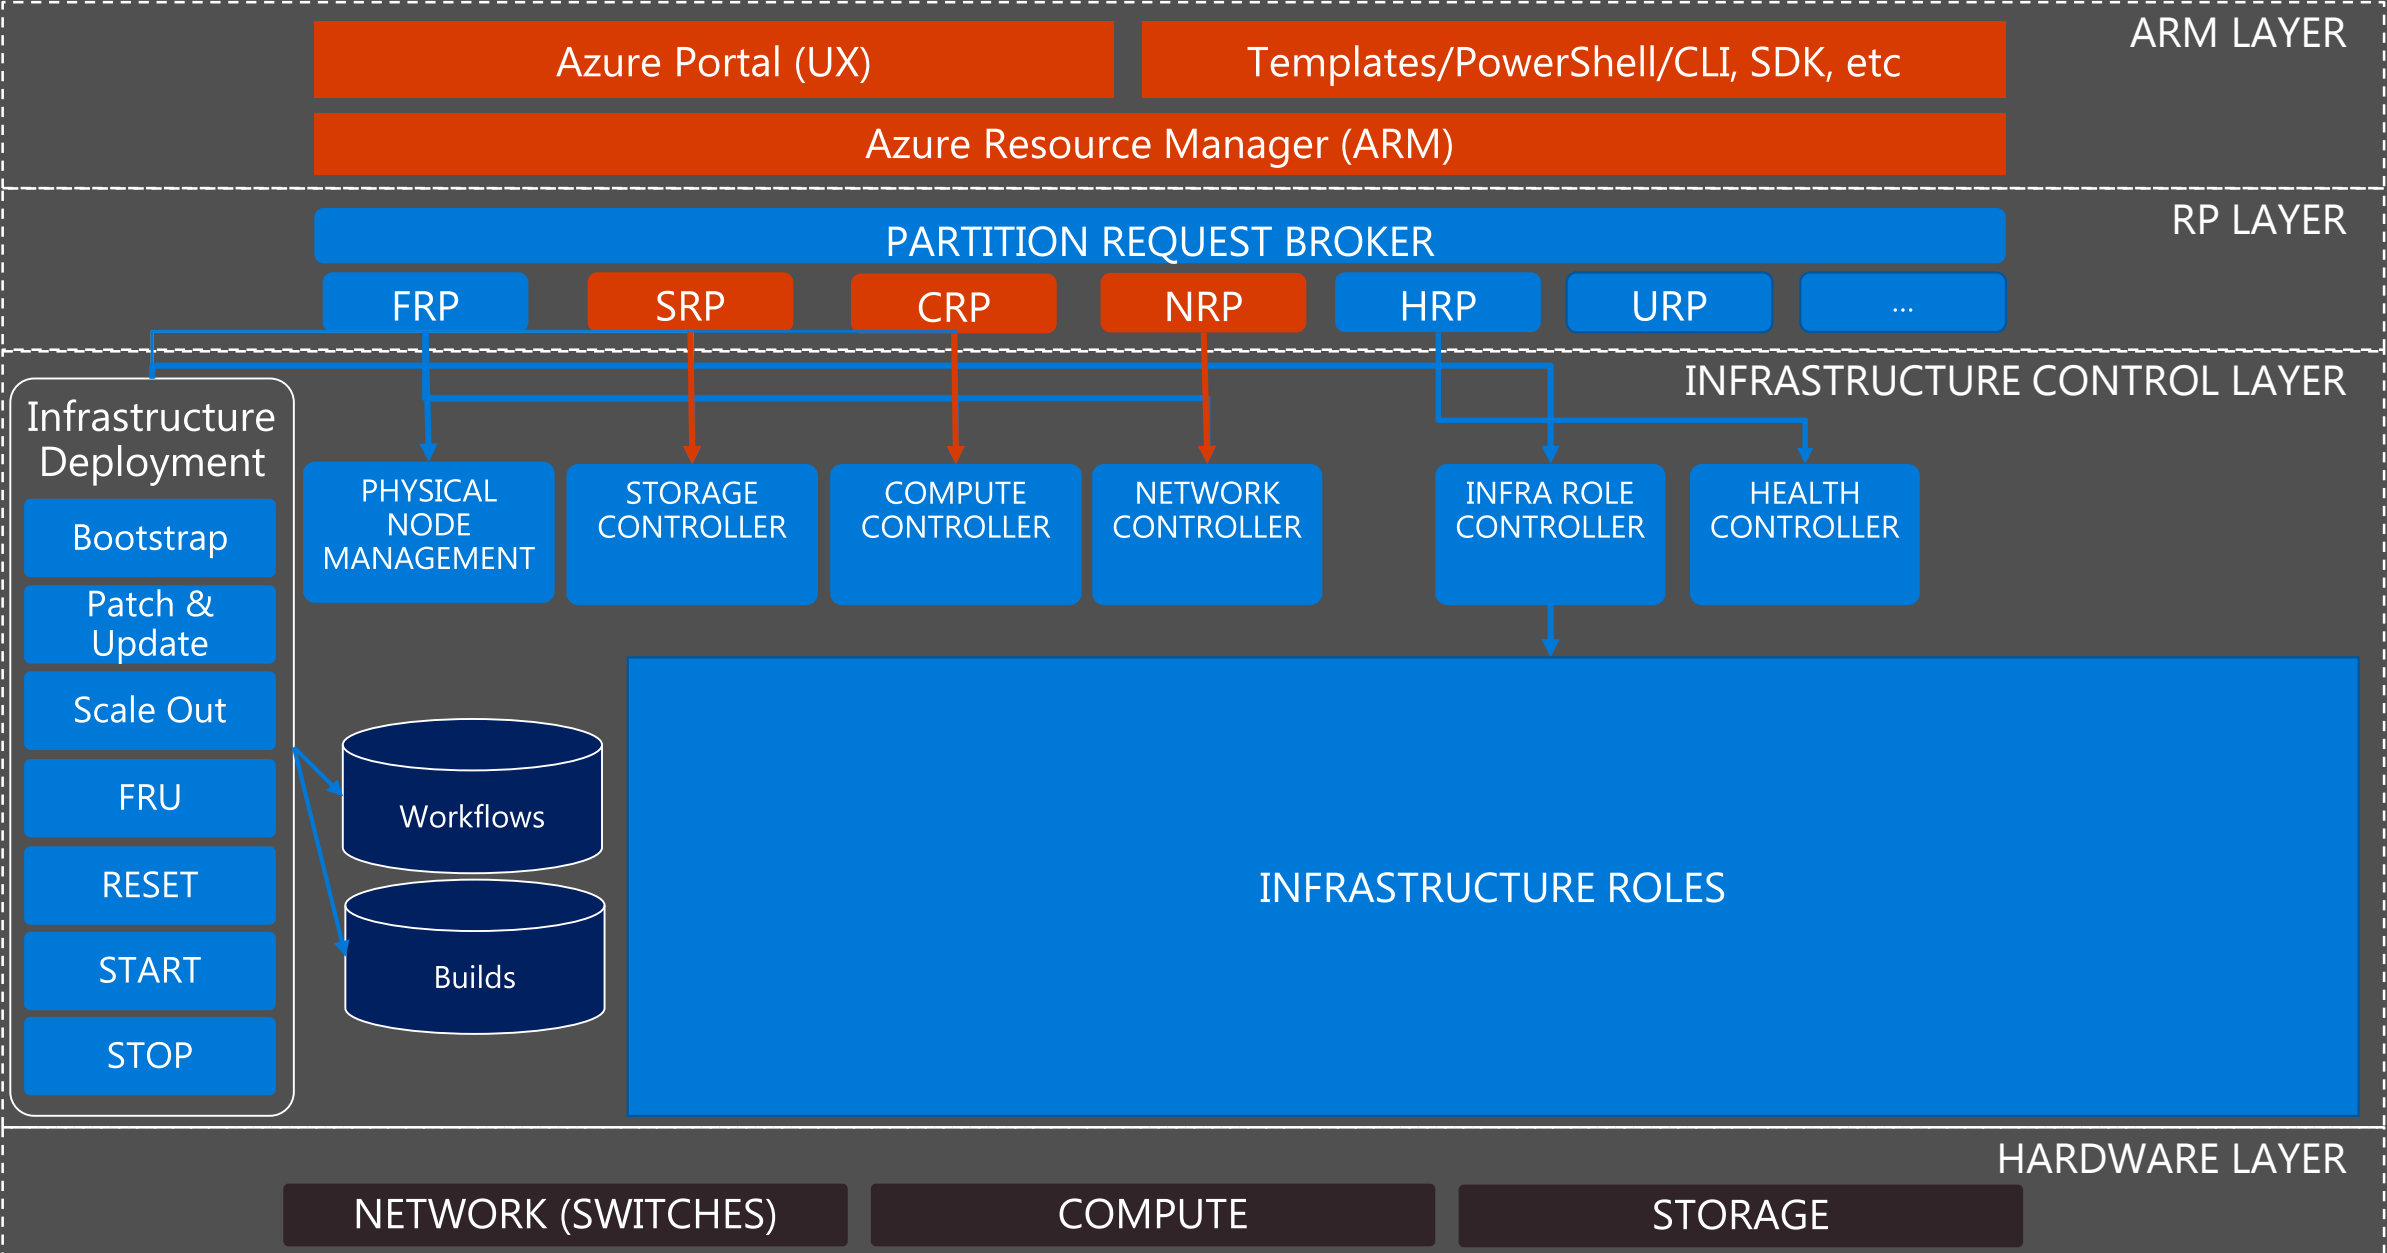 ARM LAYER
Azure Portal (UX)
Templates/PowerShell/CLI, SDK, etc
Azure Resource Manager (ARM)
RP LAYER
PARTITION REQUEST BROKER
FRP
SRP
CRP
NRP
HRP
URP
...
INFRASTRUCTURE CONTROL LAYER
Infrastructure
Deployment
Bootstrap
Patch &
Update
Scale Out
FRU
RESET
START
STOP
PHYSICAL
NODE
MANAGEMENT
STORAGE
CONTROLLER
COMPUTE
CONTROLLER
NETWORK
CONTROLLER
INFRA ROLE
CONTROLLER
HEALTH
CONTROLLER
Workflows
Builds
INFRASTRUCTURE ROLES
HARDWARE LAYER
NETWORK (SWITCHES)
COMPUTE
STORAGE